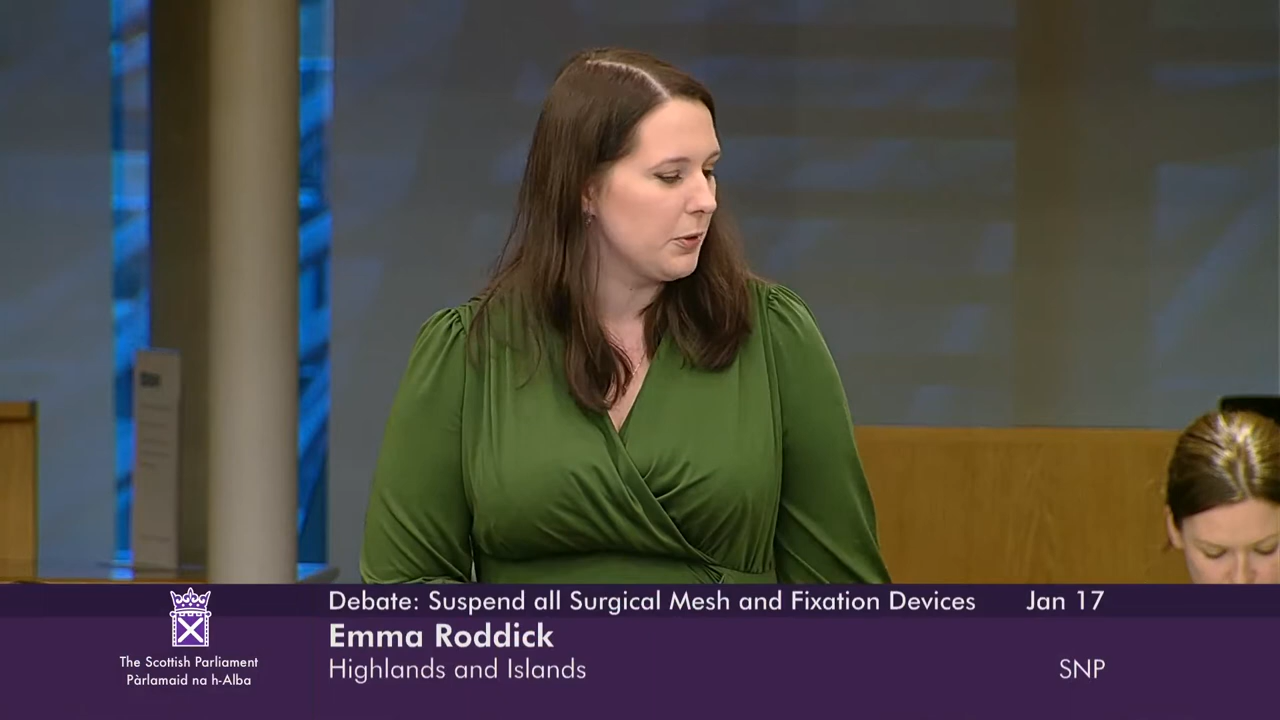 Debate: Suspend all Surgical Mesh and Fixation Devices Jan 17
Emma Roddick
Highlands and Islands SNP
The Scottish Parliament
Pàrlamaid na h-Alba